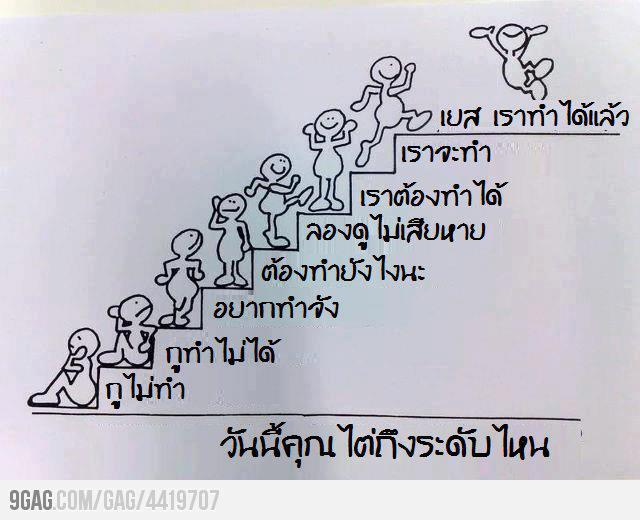 เยส เราทำได้แล้ว
เราจะทำ
เราต้องทำได้
ลองดูไม่เสียหาย
ต้องทำยังไงนะ
อยากทำจัง
กูทำไม่ได้
กูไม่ทำ
วันนี้คุณไต่ถึงระดับไหน
9GAG.COM/GAG/4419707